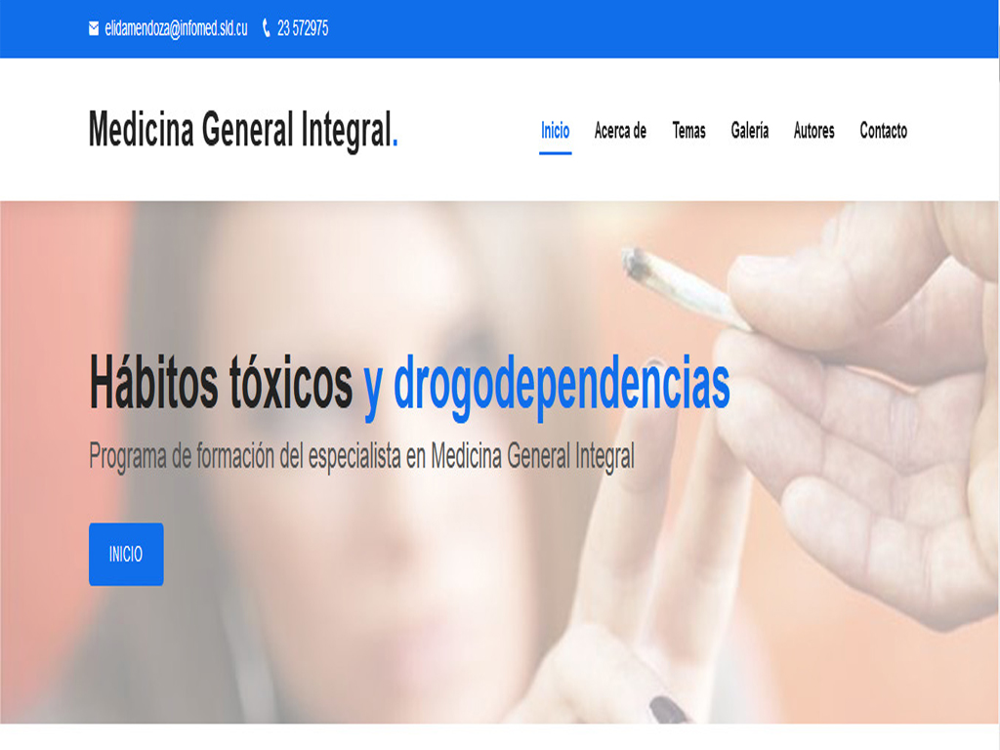 elidamendoza@infomed.sld.cu 23 572975
Medicina General Integral.
Inicio Acerca de Temas Galería Autores Contacto
Hábitos tóxicos y drogodependencias
Programa de formación del especialista en Medicina General Integral
INICIO